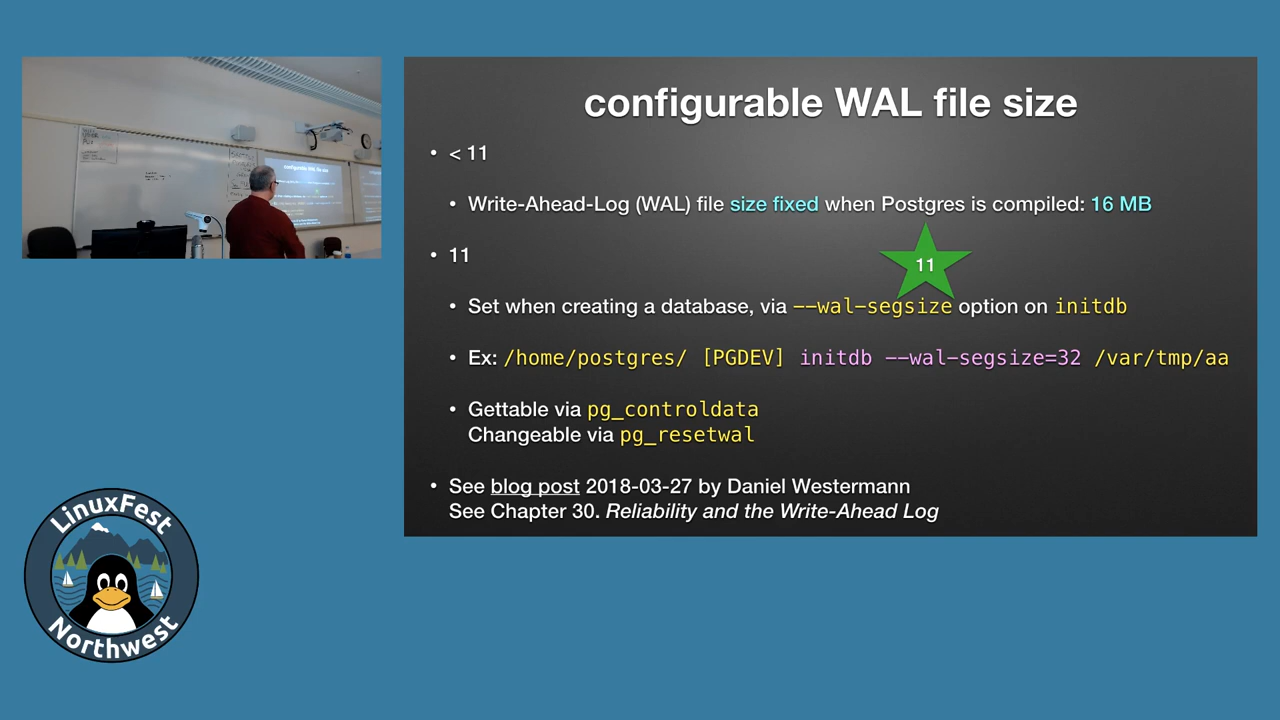 configurable WAL file size
• < 11
• Write-Ahead-Log (WAL) file size fixed when Postgres is compiled: 16 MB
• 11
11
• Set when creating a database, via --wal-segsize option on initdb
• Ex: /home/postgres/ [PGDEV] initdb --wal-segsize=32 /var/tmp/aa
• Gettable via pg_controldata
Changeable via pg_resetwal
• See blog post 2018-03-27 by Daniel Westermann
See Chapter 30. Reliability and the Write-Ahead Log
LinuxFest
Northwest